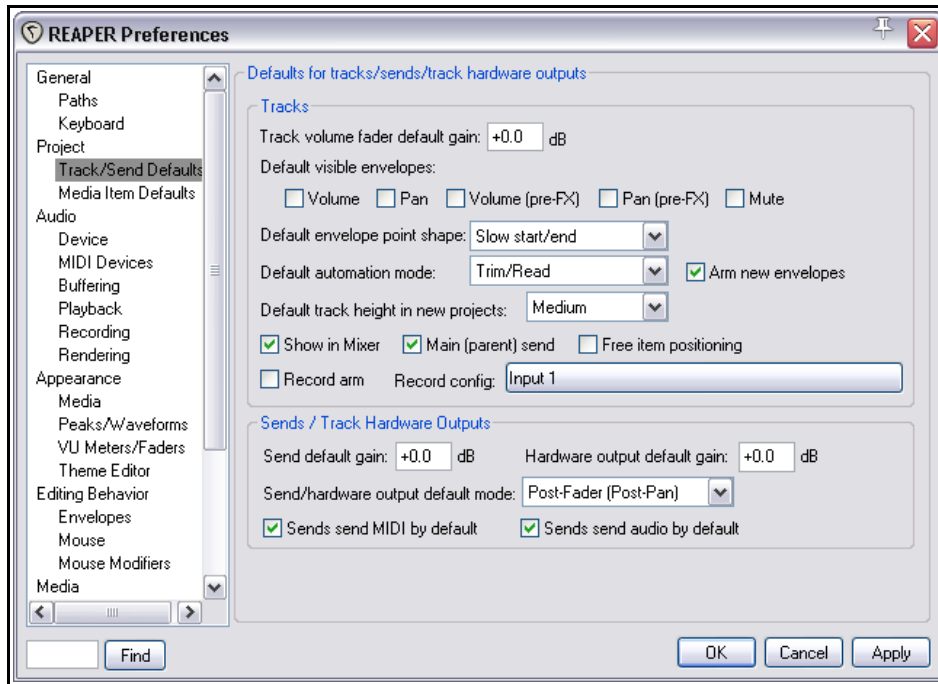 REAPER Preferences
General
Paths
Keyboard
Project
Track/Send Defaults
Media Item Defaults
Audio
Device
MIDI Devices
Buffering
Playback
Recording
Rendering
Appearance
Media
Peaks/Waveforms
VU Meters/Faders
Theme Editor
Editing Behavior
Envelopes
Mouse
Mouse Modifiers
Media
Find
Defaults for tracks/sends/track hardware outputs
Tracks
Track volume fader default gain: +0.0 dB
Default visible envelopes:
Volume Pan Volume (pre-FX) Pan (pre-FX) Mute
Default envelope point shape: Slow start/end
Default automation mode: Trim/Read Arm new envelopes
Default track height in new projects: Medium
Show in Mixer Main (parent) send Free item positioning
Record arm Record config: Input 1
Sends / Track Hardware Outputs
Send default gain: +0.0 dB Hardware output default gain: +0.0 dB
Send/hardware output default mode: Post-Fader (Post-Pan)
Sends send MIDI by default Sends send audio by default
OK Cancel Apply